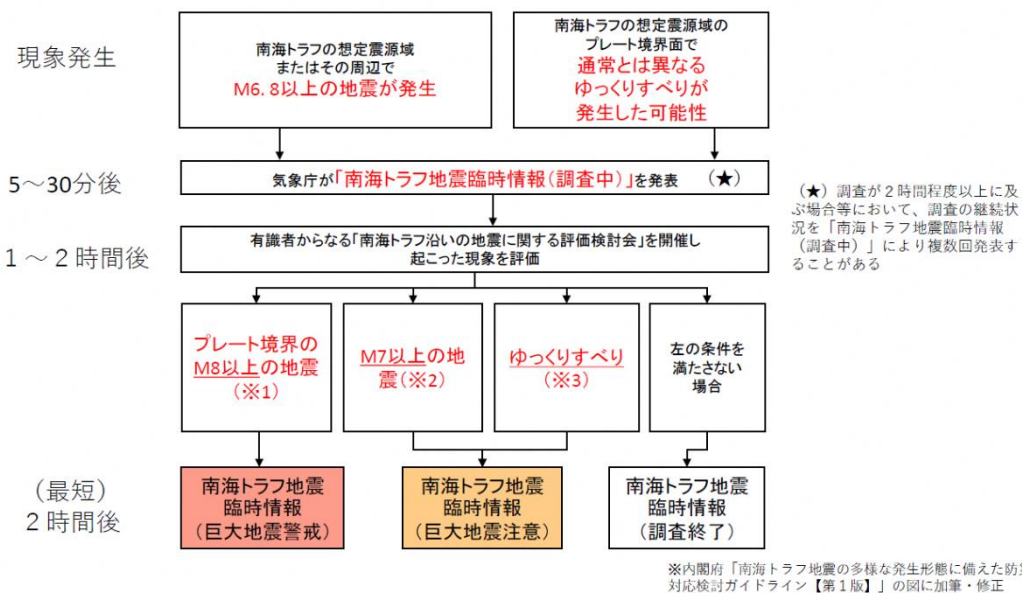 現象発生
南海トラフの想定震源域
またはその周辺で
M6.8以上の地震が発生
南海トラフの想定震源域の
プレート境界面で
通常とは異なる
ゆっくりすべりが
発生した可能性
5～30分後
気象庁が「南海トラフ地震臨時情報(調査中)」を発表 (★)
(★)調査が２時間程度以上に及
ぶ場合等において、調査の継続状
況を「南海トラフ地震臨時情報
(調査中)」により複数回発表す
ることがある
１～２時間後
有識者からなる「南海トラフ沿いの地震に関する評価検討会」を開催し
起こった現象を評価
プレート境界の
M8以上の地震
(※1)
M7以上の地
震(※2)
ゆっくりすべり
(※3)
左の条件を
満たさない
場合
(最短)
２時間後
南海トラフ地震
臨時情報
(巨大地震警戒)
南海トラフ地震
臨時情報
(巨大地震注意)
南海トラフ地震
臨時情報
(調査終了)
※内閣府「南海トラフ地震の多様な発生形態に備えた防災
対応検討ガイドライン【第１版】」の図に加筆・修正